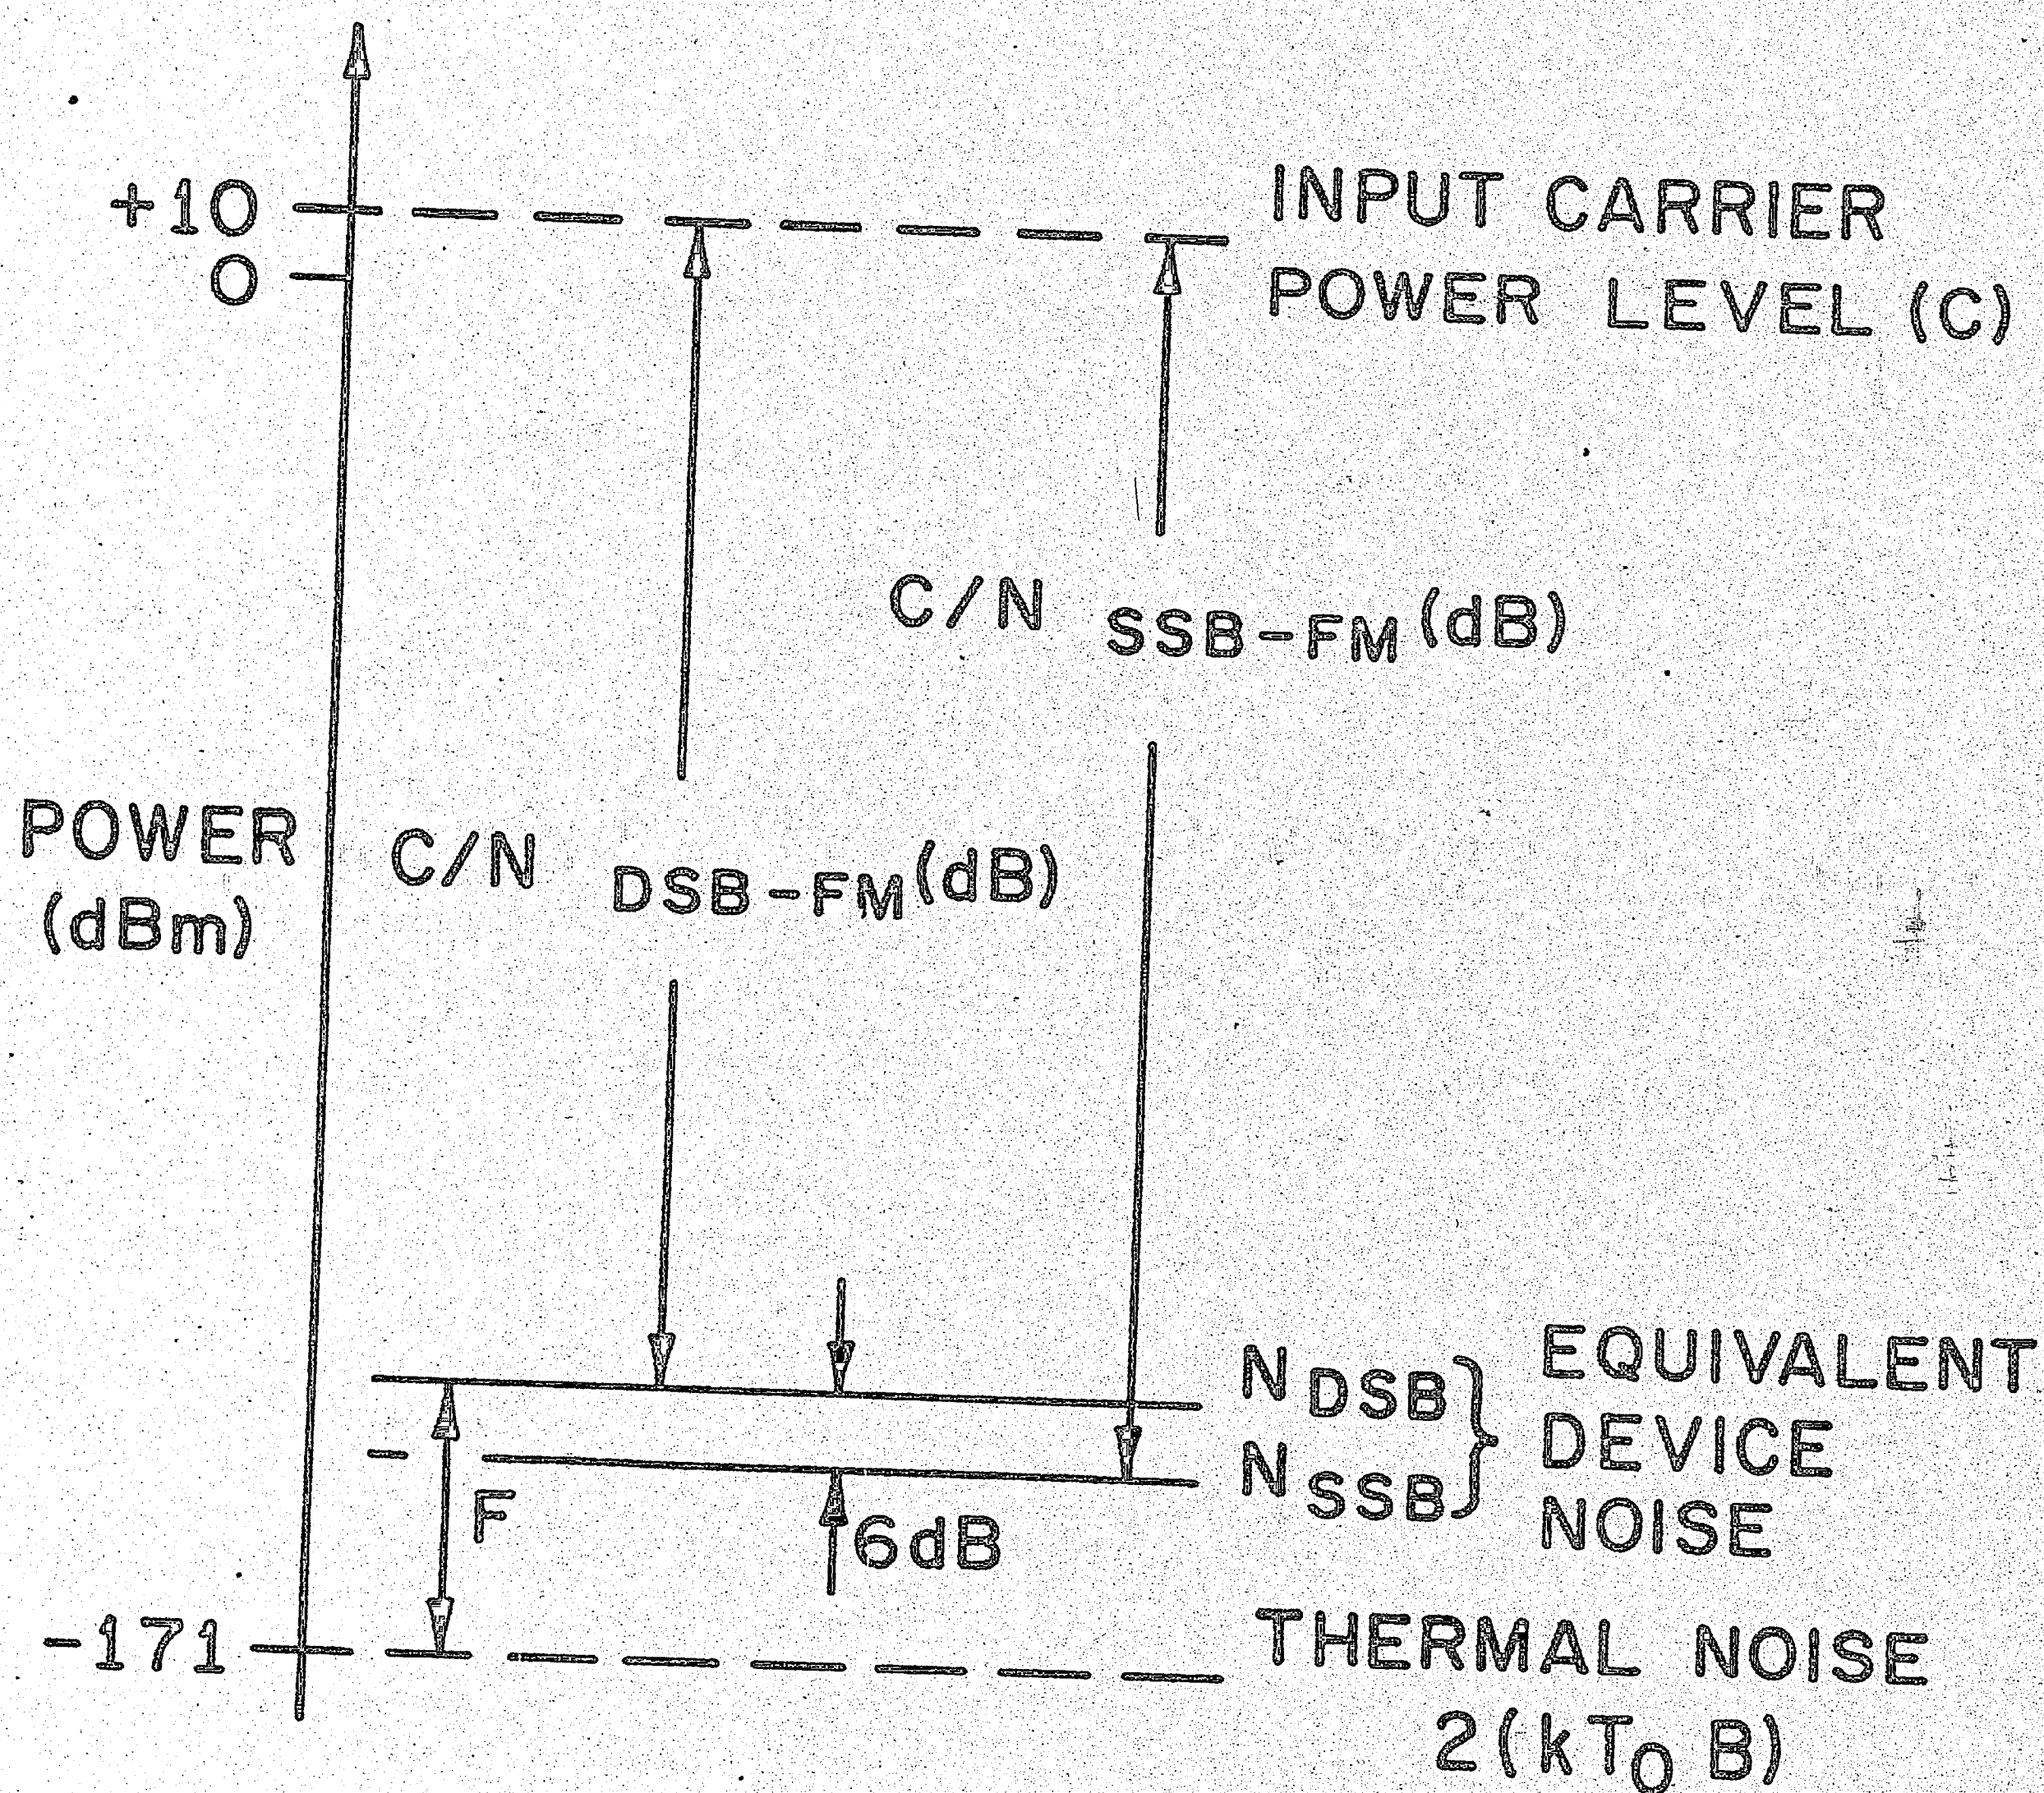 +10
0
INPUT CARRIER
POWER LEVEL (C)
C/N SSB-FM (dB)
POWER
(dBm)
C/N DSB-FM (dB)
N DSB
N SSB
EQUIVALENT
DEVICE
NOISE
F
6dB
-171
THERMAL NOISE
2(kT0 B)